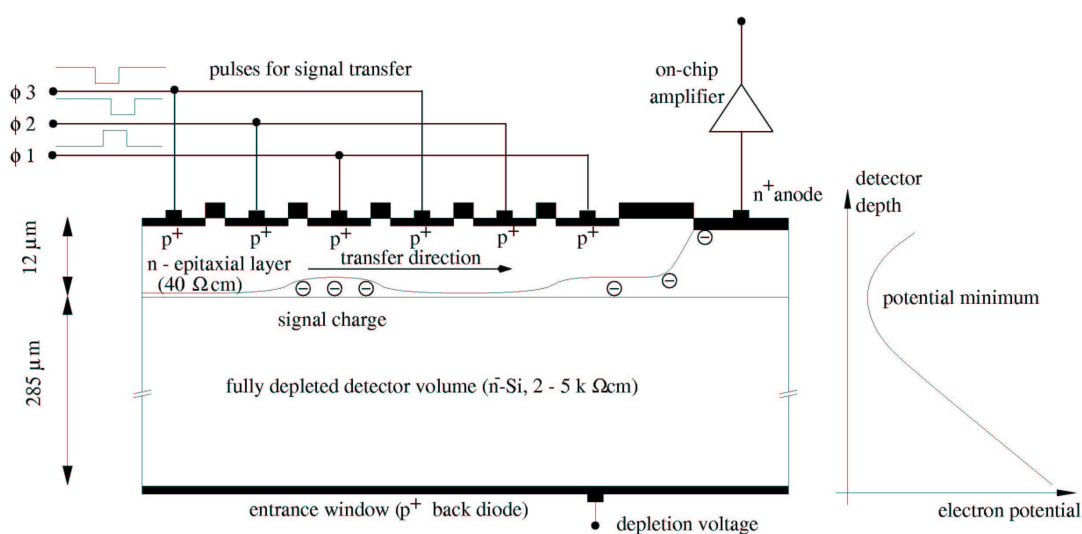 pulses for signal transfer
ϕ 3
ϕ 2
ϕ 1
on-chip
amplifier
n⁺ anode
detector
depth
p⁺ p⁺ p⁺ p⁺ p⁺ p⁺
12 μm
n - epitaxial layer
(40 Ω cm)
transfer direction
signal charge
potential minimum
285 μ m
fully depleted detector volume (n⁻-Si, 2 - 5 k Ωcm)
entrance window (p⁺ back diode)
depletion voltage
electron potential